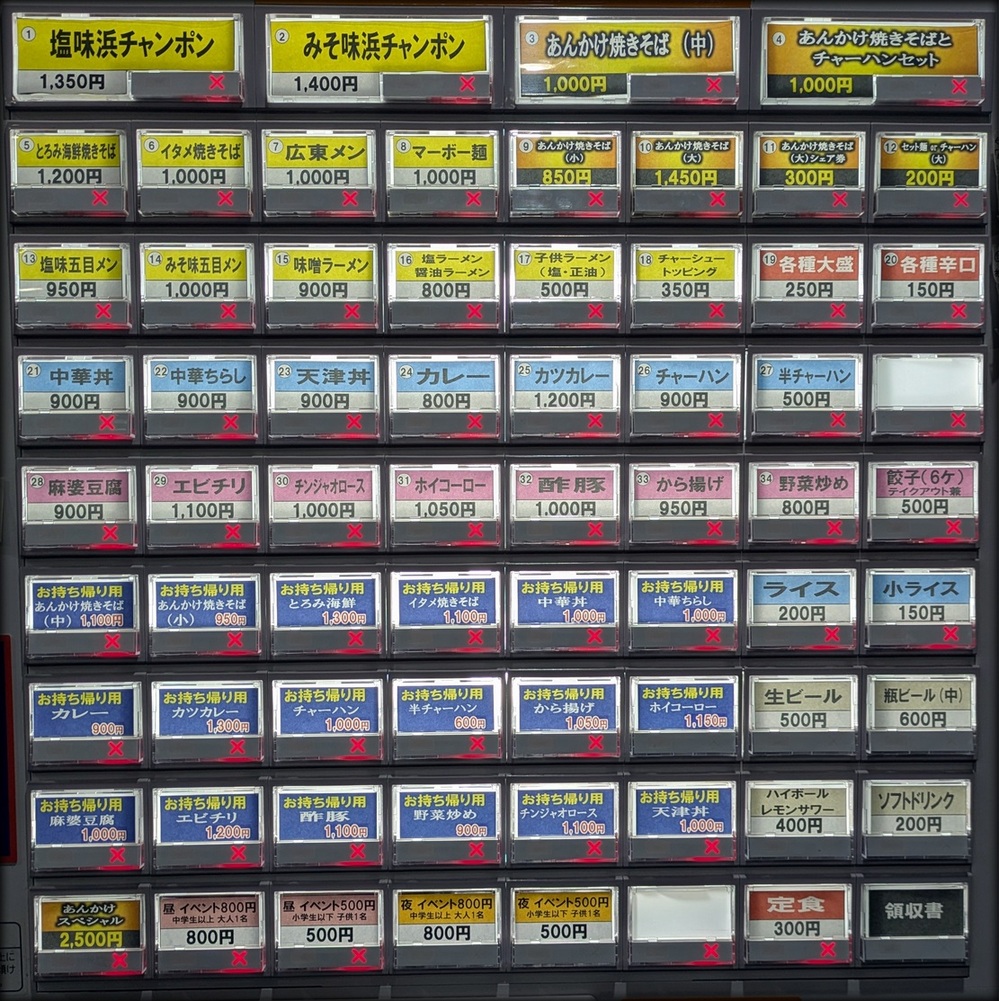 ① 塩味浜チャンポン
1,350円
② みそ味浜チャンポン
1,400円
③ あんかけ焼きそば（中）
1,000円
④ あんかけ焼きそばと
チャーハンセット
1,000円
⑤ とろみ海鮮焼きそば
1,200円
⑥ イタメ焼きそば
1,000円
⑦ 広東メン
1,000円
⑧ マーボー麺
1,000円
⑨ あんかけ焼きそば
（小）
850円
⑩ あんかけ焼きそば
（大）
1,450円
⑪ あんかけ焼きそば
（大）シェア券
300円
⑫ セット麺 or チャーハン
（大）
200円
⑬ 塩味五目メン
950円
⑭ みそ味五目メン
1,000円
⑮ 味噌ラーメン
900円
⑯ 塩ラーメン
醤油ラーメン
800円
⑰ 子供ラーメン
（塩・正油）
500円
⑱ チャーシュー
トッピング
350円
⑲ 各種大盛
250円
⑳ 各種辛口
150円
㉑ 中華丼
900円
㉒ 中華ちらし
900円
㉓ 天津丼
900円
㉔ カレー
800円
㉕ カツカレー
1,200円
㉖ チャーハン
900円
㉗ 半チャーハン
500円
㉘ 麻婆豆腐
900円
㉙ エビチリ
1,100円
㉚ チンジャオロース
1,000円
㉛ ホイコーロー
1,050円
㉜ 酢豚
1,000円
㉝ から揚げ
950円
㉞ 野菜炒め
800円
餃子（6ケ）
テイクアウト兼
500円
お持ち帰り用
あんかけ焼きそば
（中） 1,100円
お持ち帰り用
あんかけ焼きそば
（小） 950円
お持ち帰り用
とろみ海鮮
1,300円
お持ち帰り用
イタメ焼きそば
1,100円
お持ち帰り用
中華丼
1,000円
お持ち帰り用
中華ちらし
1,000円
ライス
200円
小ライス
150円
お持ち帰り用
カレー
900円
お持ち帰り用
カツカレー
1,300円
お持ち帰り用
チャーハン
1,000円
お持ち帰り用
半チャーハン
600円
お持ち帰り用
から揚げ
1,050円
お持ち帰り用
ホイコーロー
1,150円
生ビール
500円
瓶ビール（中）
600円
お持ち帰り用
麻婆豆腐
1,000円
お持ち帰り用
エビチリ
1,200円
お持ち帰り用
酢豚
1,100円
お持ち帰り用
野菜炒め
900円
お持ち帰り用
チンジャオロース
1,100円
お持ち帰り用
天津丼
1,000円
ハイボール
レモンサワー
400円
ソフトドリンク
200円
あんかけ
スペシャル
2,500円
昼 イベント800円
中学生以上 大人1名
800円
昼 イベント500円
小学生以下 子供1名
500円
夜 イベント800円
中学生以上 大人1名
800円
夜 イベント500円
小学生以下 子供1名
500円
定食
300円
領収書